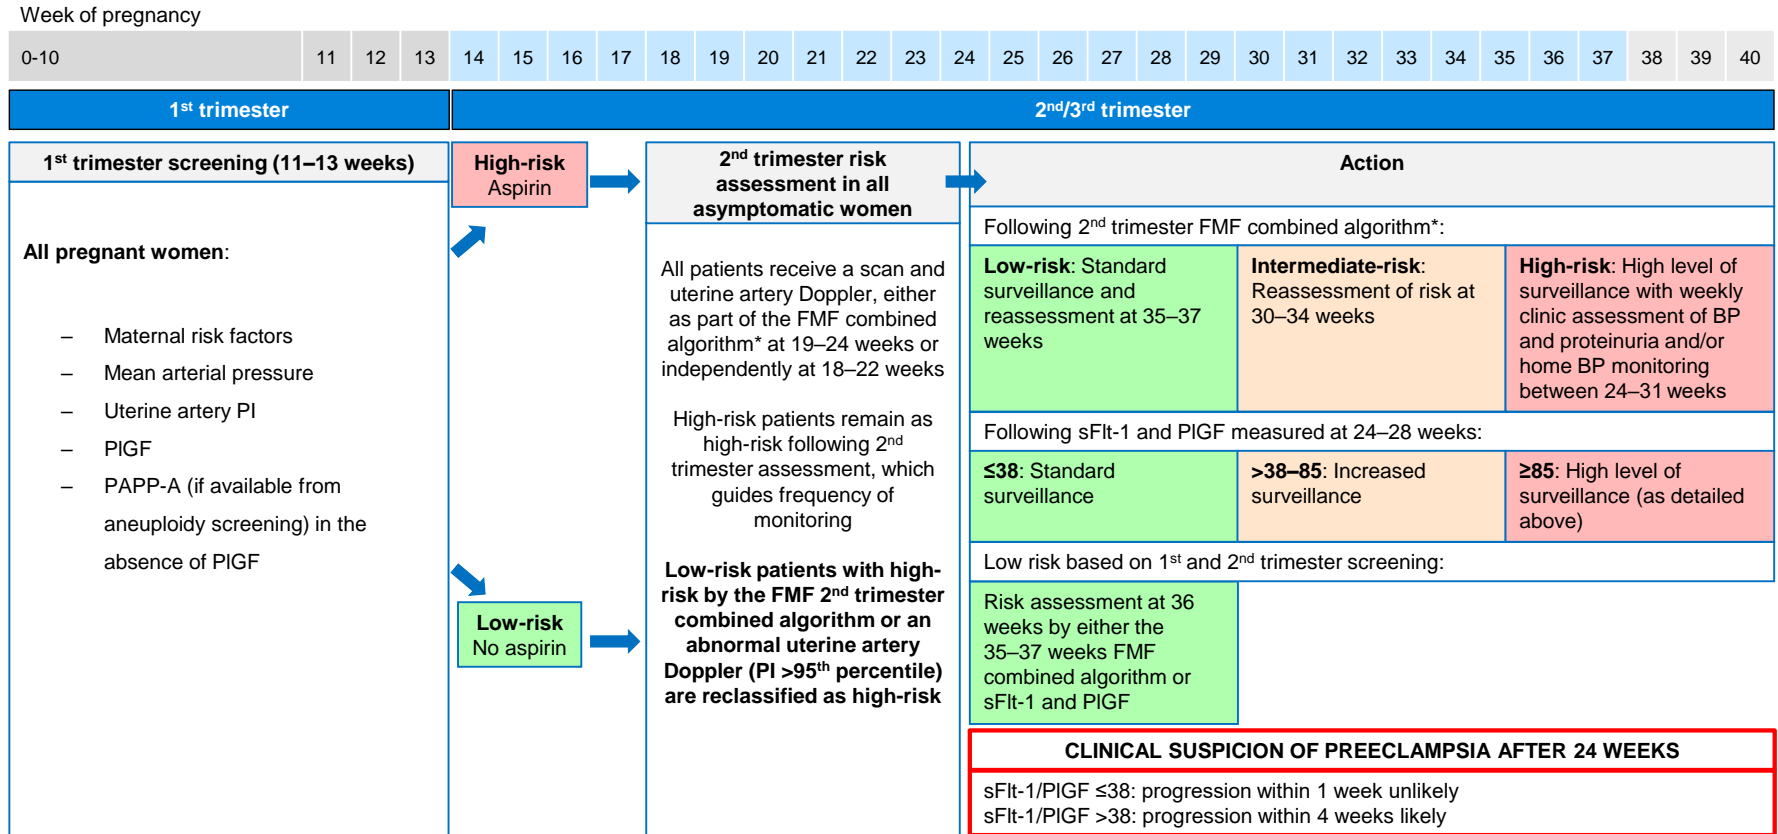 Week of pregnancy
0-10 11 12 13 14 15 16 17 18 19 20 21 22 23 24 25 26 27 28 29 30 31 32 33 34 35 36 37 38 39 40
1st trimester
2nd/3rd trimester
1st trimester screening (11–13 weeks)
All pregnant women:
– Maternal risk factors
– Mean arterial pressure
– Uterine artery PI
– PlGF
– PAPP-A (if available from
aneuploidy screening) in the
absence of PlGF
High-risk
Aspirin
Low-risk
No aspirin
2nd trimester risk
assessment in all
asymptomatic women
All patients receive a scan and
uterine artery Doppler, either
as part of the FMF combined
algorithm* at 19–24 weeks or
independently at 18–22 weeks
High-risk patients remain as
high-risk following 2nd
trimester assessment, which
guides frequency of
monitoring
Low-risk patients with high-
risk by the FMF 2nd trimester
combined algorithm or an
abnormal uterine artery
Doppler (PI >95th percentile)
are reclassified as high-risk
Action
Following 2nd trimester FMF combined algorithm*:
Low-risk: Standard
surveillance and
reassessment at 35–37
weeks
Intermediate-risk:
Reassessment of risk at
30–34 weeks
High-risk: High level of
surveillance with weekly
clinic assessment of BP
and proteinuria and/or
home BP monitoring
between 24–31 weeks
Following sFlt-1 and PlGF measured at 24–28 weeks:
≤38: Standard
surveillance
>38–85: Increased
surveillance
≥85: High level of
surveillance (as detailed
above)
Low risk based on 1st and 2nd trimester screening:
Risk assessment at 36
weeks by either the
35–37 weeks FMF
combined algorithm or
sFlt-1 and PlGF
CLINICAL SUSPICION OF PREECLAMPSIA AFTER 24 WEEKS
sFlt-1/PlGF ≤38: progression within 1 week unlikely
sFlt-1/PlGF >38: progression within 4 weeks likely